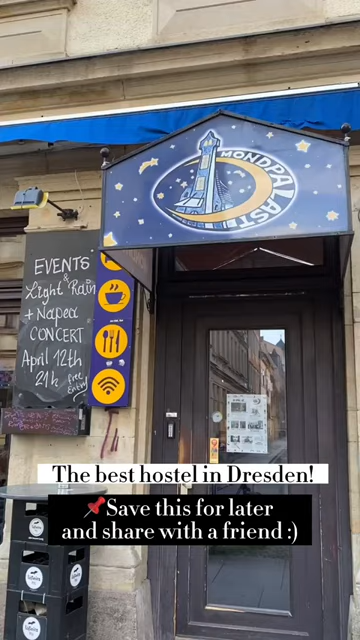 MONDPALAST
EVENTS
Light & Rain
+ Napea
CONCERT
April 12th
21h free
Entry!
The best hostel in Dresden!
📌Save this for later
and share with a friend :)